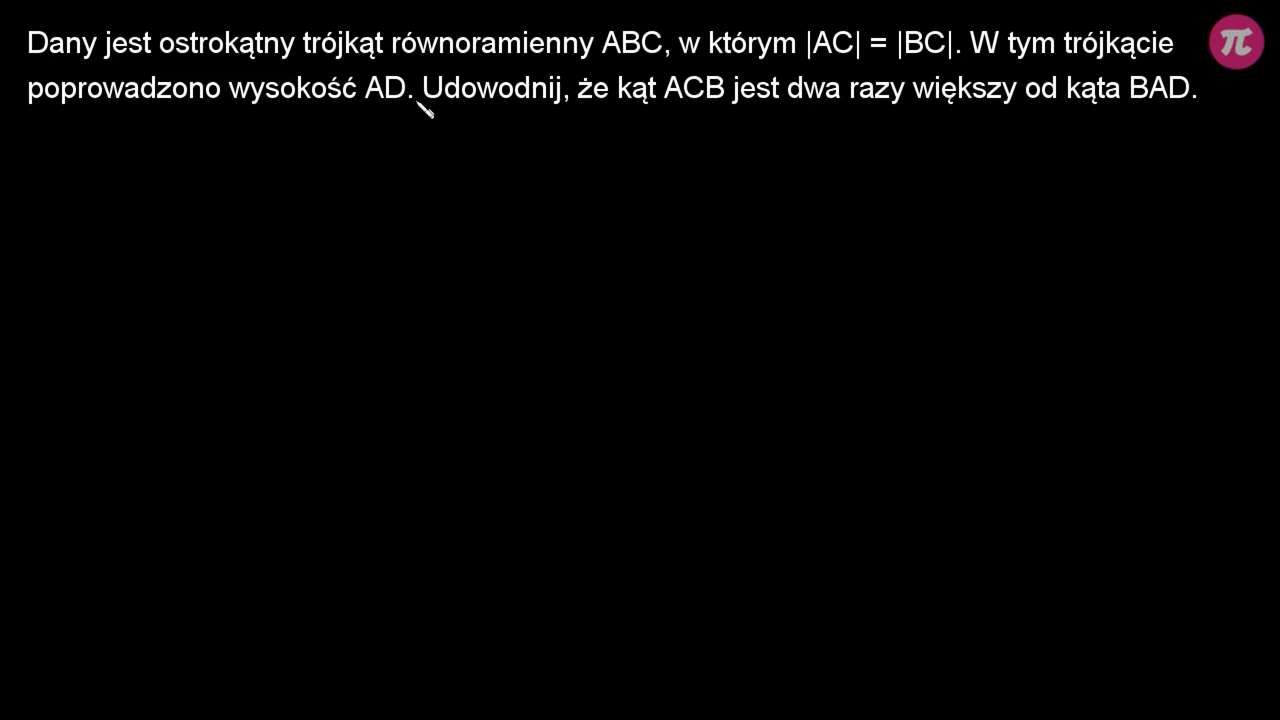 Dany jest ostrokątny trójkąt równoramienny ABC, w którym |AC| = |BC|. W tym trójkącie
poprowadzono wysokość AD. Udowodnij, że kąt ACB jest dwa razy większy od kąta BAD.
π